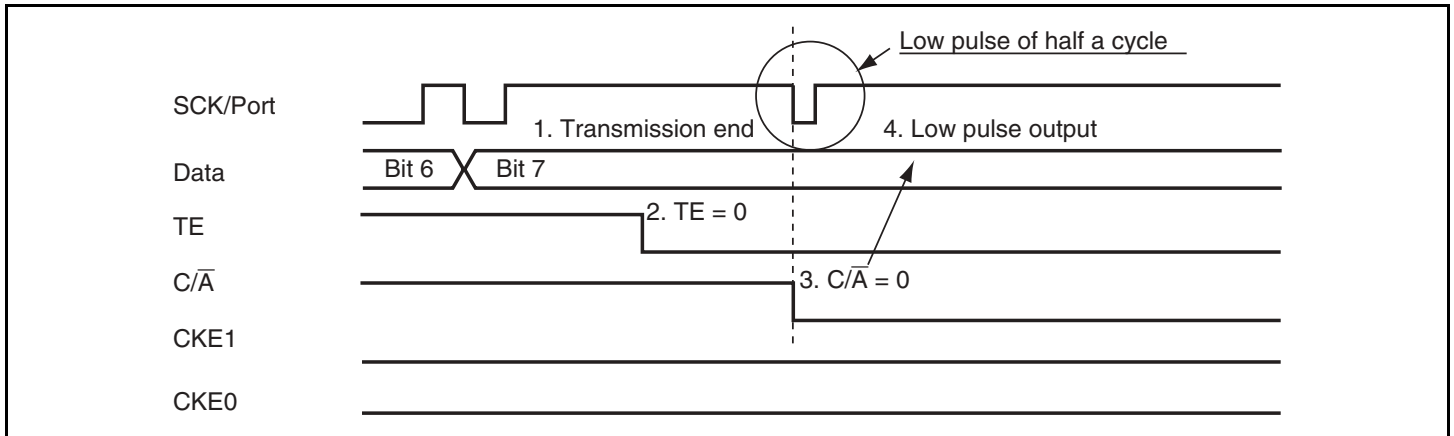 Low pulse of half a cycle
SCK/Port
1. Transmission end
4. Low pulse output
Data
Bit 6
Bit 7
TE
2. TE = 0
C/A̅
3. C/A̅ = 0
CKE1
CKE0